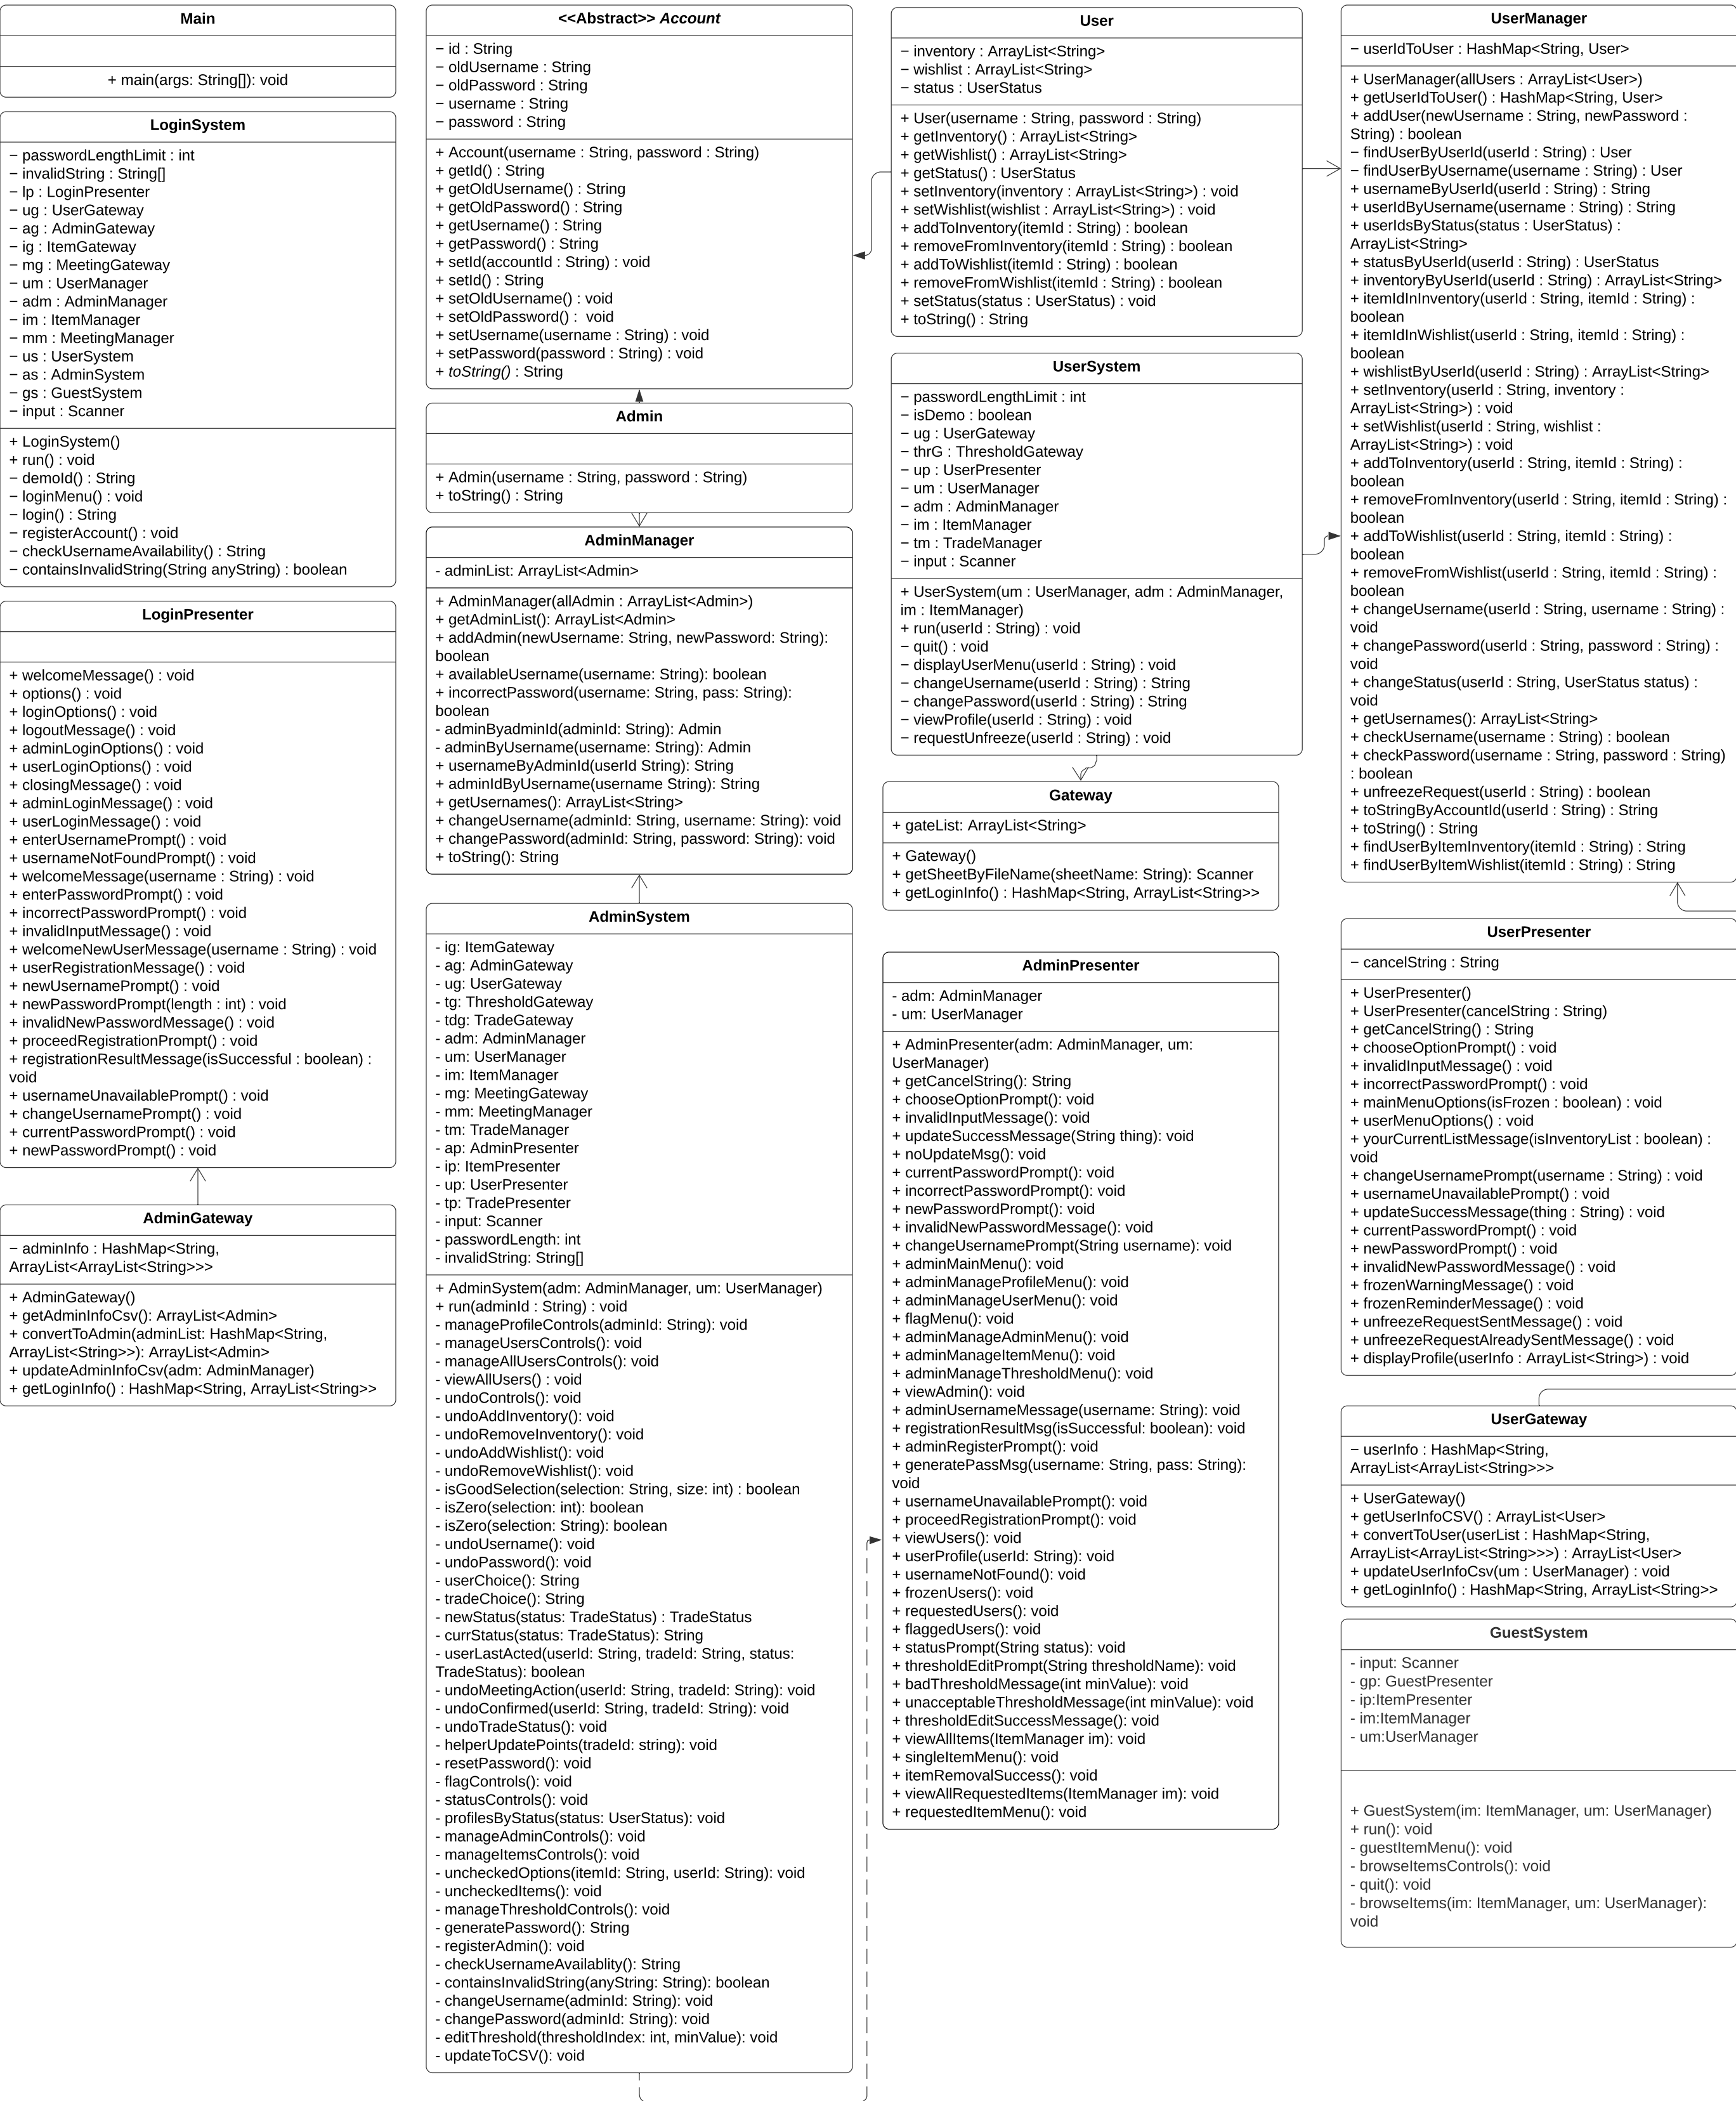 Main
+ main(args: String[]): void
LoginSystem
− passwordLengthLimit : int
− invalidString : String[]
− lp : LoginPresenter
− ug : UserGateway
− ag : AdminGateway
− ig : ItemGateway
− mg : MeetingGateway
− um : UserManager
− adm : AdminManager
− im : ItemManager
− mm : MeetingManager
− us : UserSystem
− as : AdminSystem
− gs : GuestSystem
− input : Scanner
+ LoginSystem()
+ run() : void
− demoId() : String
− loginMenu() : void
− login() : String
− registerAccount() : void
− checkUsernameAvailability() : String
− containsInvalidString(String anyString) : boolean
LoginPresenter
+ welcomeMessage() : void
+ options() : void
+ loginOptions() : void
+ logoutMessage() : void
+ adminLoginOptions() : void
+ userLoginOptions() : void
+ closingMessage() : void
+ adminLoginMessage() : void
+ userLoginMessage() : void
+ enterUsernamePrompt() : void
+ usernameNotFoundPrompt() : void
+ welcomeMessage(username : String) : void
+ enterPasswordPrompt() : void
+ incorrectPasswordPrompt() : void
+ invalidInputMessage() : void
+ welcomeNewUserMessage(username : String) : void
+ userRegistrationMessage() : void
+ newUsernamePrompt() : void
+ newPasswordPrompt(length : int) : void
+ invalidNewPasswordMessage() : void
+ proceedRegistrationPrompt() : void
+ registrationResultMessage(isSuccessful : boolean) :
void
+ usernameUnavailablePrompt() : void
+ changeUsernamePrompt() : void
+ currentPasswordPrompt() : void
+ newPasswordPrompt() : void
AdminGateway
− adminInfo : HashMap<String,
ArrayList<ArrayList<String>>>
+ AdminGateway()
+ getAdminInfoCsv(): ArrayList<Admin>
+ convertToAdmin(adminList: HashMap<String,
ArrayList<String>>): ArrayList<Admin>
+ updateAdminInfoCsv(adm: AdminManager)
+ getLoginInfo() : HashMap<String, ArrayList<String>>
<<Abstract>> Account
− id : String
− oldUsername : String
− oldPassword : String
− username : String
− password : String
+ Account(username : String, password : String)
+ getId() : String
+ getOldUsername() : String
+ getOldPassword() : String
+ getUsername() : String
+ getPassword() : String
+ setId(accountId : String) : void
+ setId() : String
+ setOldUsername() : void
+ setOldPassword() :  void
+ setUsername(username : String) : void
+ setPassword(password : String) : void
+ toString() : String
Admin
+ Admin(username : String, password : String)
+ toString() : String
AdminManager
- adminList: ArrayList<Admin>
+ AdminManager(allAdmin : ArrayList<Admin>)
+ getAdminList(): ArrayList<Admin>
+ addAdmin(newUsername: String, newPassword: String):
boolean
+ availableUsername(username: String): boolean
+ incorrectPassword(username: String, pass: String):
boolean
- adminByadminId(adminId: String): Admin
- adminByUsername(username: String): Admin
+ usernameByAdminId(userId String): String
+ adminIdByUsername(username String): String
+ getUsernames(): ArrayList<String>
+ changeUsername(adminId: String, username: String): void
+ changePassword(adminId: String, password: String): void
+ toString(): String
AdminSystem
- ig: ItemGateway
- ag: AdminGateway
- ug: UserGateway
- tg: ThresholdGateway
- tdg: TradeGateway
- adm: AdminManager
- um: UserManager
- im: ItemManager
- mg: MeetingGateway
- mm: MeetingManager
- tm: TradeManager
- ap: AdminPresenter
- ip: ItemPresenter
- up: UserPresenter
- tp: TradePresenter
- input: Scanner
- passwordLength: int
- invalidString: String[]
+ AdminSystem(adm: AdminManager, um: UserManager)
+ run(adminId : String) : void
- manageProfileControls(adminId: String): void
- manageUsersControls(): void
- manageAllUsersControls(): void
- viewAllUsers() : void
- undoControls(): void
- undoAddInventory(): void
- undoRemoveInventory(): void
- undoAddWishlist(): void
- undoRemoveWishlist(): void
- isGoodSelection(selection: String, size: int) : boolean
- isZero(selection: int): boolean
- isZero(selection: String): boolean
- undoUsername(): void
- undoPassword(): void
- userChoice(): String
- tradeChoice(): String
- newStatus(status: TradeStatus) : TradeStatus
- currStatus(status: TradeStatus): String
- userLastActed(userId: String, tradeId: String, status:
TradeStatus): boolean
- undoMeetingAction(userId: String, tradeId: String): void
- undoConfirmed(userId: String, tradeId: String): void
- undoTradeStatus(): void
- helperUpdatePoints(tradeId: string): void
- resetPassword(): void
- flagControls(): void
- statusControls(): void
- profilesByStatus(status: UserStatus): void
- manageAdminControls(): void
- manageItemsControls(): void
- uncheckedOptions(itemId: String, userId: String): void
- uncheckedItems(): void
- manageThresholdControls(): void
- generatePassword(): String
- registerAdmin(): void
- checkUsernameAvailablity(): String
- containsInvalidString(anyString: String): boolean
- changeUsername(adminId: String): void
- changePassword(adminId: String): void
- editThreshold(thresholdIndex: int, minValue): void
- updateToCSV(): void
User
− inventory : ArrayList<String>
− wishlist : ArrayList<String>
− status : UserStatus
+ User(username : String, password : String)
+ getInventory() : ArrayList<String>
+ getWishlist() : ArrayList<String>
+ getStatus() : UserStatus
+ setInventory(inventory : ArrayList<String>) : void
+ setWishlist(wishlist : ArrayList<String>) : void
+ addToInventory(itemId : String) : boolean
+ removeFromInventory(itemId : String) : boolean
+ addToWishlist(itemId : String) : boolean
+ removeFromWishlist(itemId : String) : boolean
+ setStatus(status : UserStatus) : void
+ toString() : String
UserSystem
− passwordLengthLimit : int
− isDemo : boolean
− ug : UserGateway
− thrG : ThresholdGateway
− up : UserPresenter
− um : UserManager
− adm : AdminManager
− im : ItemManager
− tm : TradeManager
− input : Scanner
+ UserSystem(um : UserManager, adm : AdminManager,
im : ItemManager)
+ run(userId : String) : void
− quit() : void
− displayUserMenu(userId : String) : void
− changeUsername(userId : String) : String
− changePassword(userId : String) : String
− viewProfile(userId : String) : void
− requestUnfreeze(userId : String) : void
Gateway
+ gateList: ArrayList<String>
+ Gateway()
+ getSheetByFileName(sheetName: String): Scanner
+ getLoginInfo() : HashMap<String, ArrayList<String>>
AdminPresenter
- adm: AdminManager
- um: UserManager
+ AdminPresenter(adm: AdminManager, um:
UserManager)
+ getCancelString(): String
+ chooseOptionPrompt(): void
+ invalidInputMessage(): void
+ updateSuccessMessage(String thing): void
+ noUpdateMsg(): void
+ currentPasswordPrompt(): void
+ incorrectPasswordPrompt(): void
+ newPasswordPrompt(): void
+ invalidNewPasswordMessage(): void
+ changeUsernamePrompt(String username): void
+ adminMainMenu(): void
+ adminManageProfileMenu(): void
+ adminManageUserMenu(): void
+ flagMenu(): void
+ adminManageAdminMenu(): void
+ adminManageItemMenu(): void
+ adminManageThresholdMenu(): void
+ viewAdmin(): void
+ adminUsernameMessage(username: String): void
+ registrationResultMsg(isSuccessful: boolean): void
+ adminRegisterPrompt(): void
+ generatePassMsg(username: String, pass: String):
void
+ usernameUnavailablePrompt(): void
+ proceedRegistrationPrompt(): void
+ viewUsers(): void
+ userProfile(userId: String): void
+ usernameNotFound(): void
+ frozenUsers(): void
+ requestedUsers(): void
+ flaggedUsers(): void
+ statusPrompt(String status): void
+ thresholdEditPrompt(String thresholdName): void
+ badThresholdMessage(int minValue): void
+ unacceptableThresholdMessage(int minValue): void
+ thresholdEditSuccessMessage(): void
+ viewAllItems(ItemManager im): void
+ singleItemMenu(): void
+ itemRemovalSuccess(): void
+ viewAllRequestedItems(ItemManager im): void
+ requestedItemMenu(): void
UserManager
− userIdToUser : HashMap<String, User>
+ UserManager(allUsers : ArrayList<User>)
+ getUserIdToUser() : HashMap<String, User>
+ addUser(newUsername : String, newPassword :
String) : boolean
− findUserByUserId(userId : String) : User
− findUserByUsername(username : String) : User
+ usernameByUserId(userId : String) : String
+ userIdByUsername(username : String) : String
+ userIdsByStatus(status : UserStatus) :
ArrayList<String>
+ statusByUserId(userId : String) : UserStatus
+ inventoryByUserId(userId : String) : ArrayList<String>
+ itemIdInInventory(userId : String, itemId : String) :
boolean
+ itemIdInWishlist(userId : String, itemId : String) :
boolean
+ wishlistByUserId(userId : String) : ArrayList<String>
+ setInventory(userId : String, inventory :
ArrayList<String>) : void
+ setWishlist(userId : String, wishlist :
ArrayList<String>) : void
+ addToInventory(userId : String, itemId : String) :
boolean
+ removeFromInventory(userId : String, itemId : String) :
boolean
+ addToWishlist(userId : String, itemId : String) :
boolean
+ removeFromWishlist(userId : String, itemId : String) :
boolean
+ changeUsername(userId : String, username : String) :
void
+ changePassword(userId : String, password : String) :
void
+ changeStatus(userId : String, UserStatus status) :
void
+ getUsernames(): ArrayList<String>
+ checkUsername(username : String) : boolean
+ checkPassword(username : String, password : String)
: boolean
+ unfreezeRequest(userId : String) : boolean
+ toStringByAccountId(userId : String) : String
+ toString() : String
+ findUserByItemInventory(itemId : String) : String
+ findUserByItemWishlist(itemId : String) : String
UserPresenter
− cancelString : String
+ UserPresenter()
+ UserPresenter(cancelString : String)
+ getCancelString() : String
+ chooseOptionPrompt() : void
+ invalidInputMessage() : void
+ incorrectPasswordPrompt() : void
+ mainMenuOptions(isFrozen : boolean) : void
+ userMenuOptions() : void
+ yourCurrentListMessage(isInventoryList : boolean) :
void
+ changeUsernamePrompt(username : String) : void
+ usernameUnavailablePrompt() : void
+ updateSuccessMessage(thing : String) : void
+ currentPasswordPrompt() : void
+ newPasswordPrompt() : void
+ invalidNewPasswordMessage() : void
+ frozenWarningMessage() : void
+ frozenReminderMessage() : void
+ unfreezeRequestSentMessage() : void
+ unfreezeRequestAlreadySentMessage() : void
+ displayProfile(userInfo : ArrayList<String>) : void
UserGateway
− userInfo : HashMap<String,
ArrayList<ArrayList<String>>>
+ UserGateway()
+ getUserInfoCSV() : ArrayList<User>
+ convertToUser(userList : HashMap<String,
ArrayList<ArrayList<String>>>) : ArrayList<User>
+ updateUserInfoCsv(um : UserManager) : void
+ getLoginInfo() : HashMap<String, ArrayList<String>>
GuestSystem
- input: Scanner
- gp: GuestPresenter
- ip:ItemPresenter
- im:ItemManager
- um:UserManager
+ GuestSystem(im: ItemManager, um: UserManager)
+ run(): void
- guestItemMenu(): void
- browseItemsControls(): void
- quit(): void
- browseItems(im: ItemManager, um: UserManager):
void